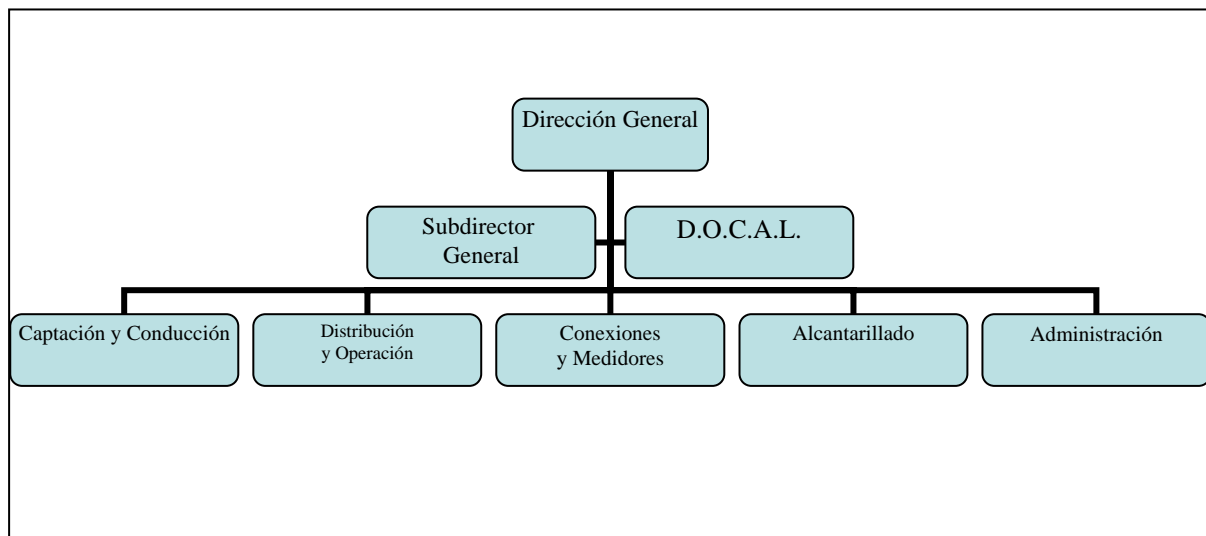 Dirección General
Subdirector
General
D.O.C.A.L.
Captación y Conducción
Distribución
y Operación
Conexiones
y Medidores
Alcantarillado
Administración